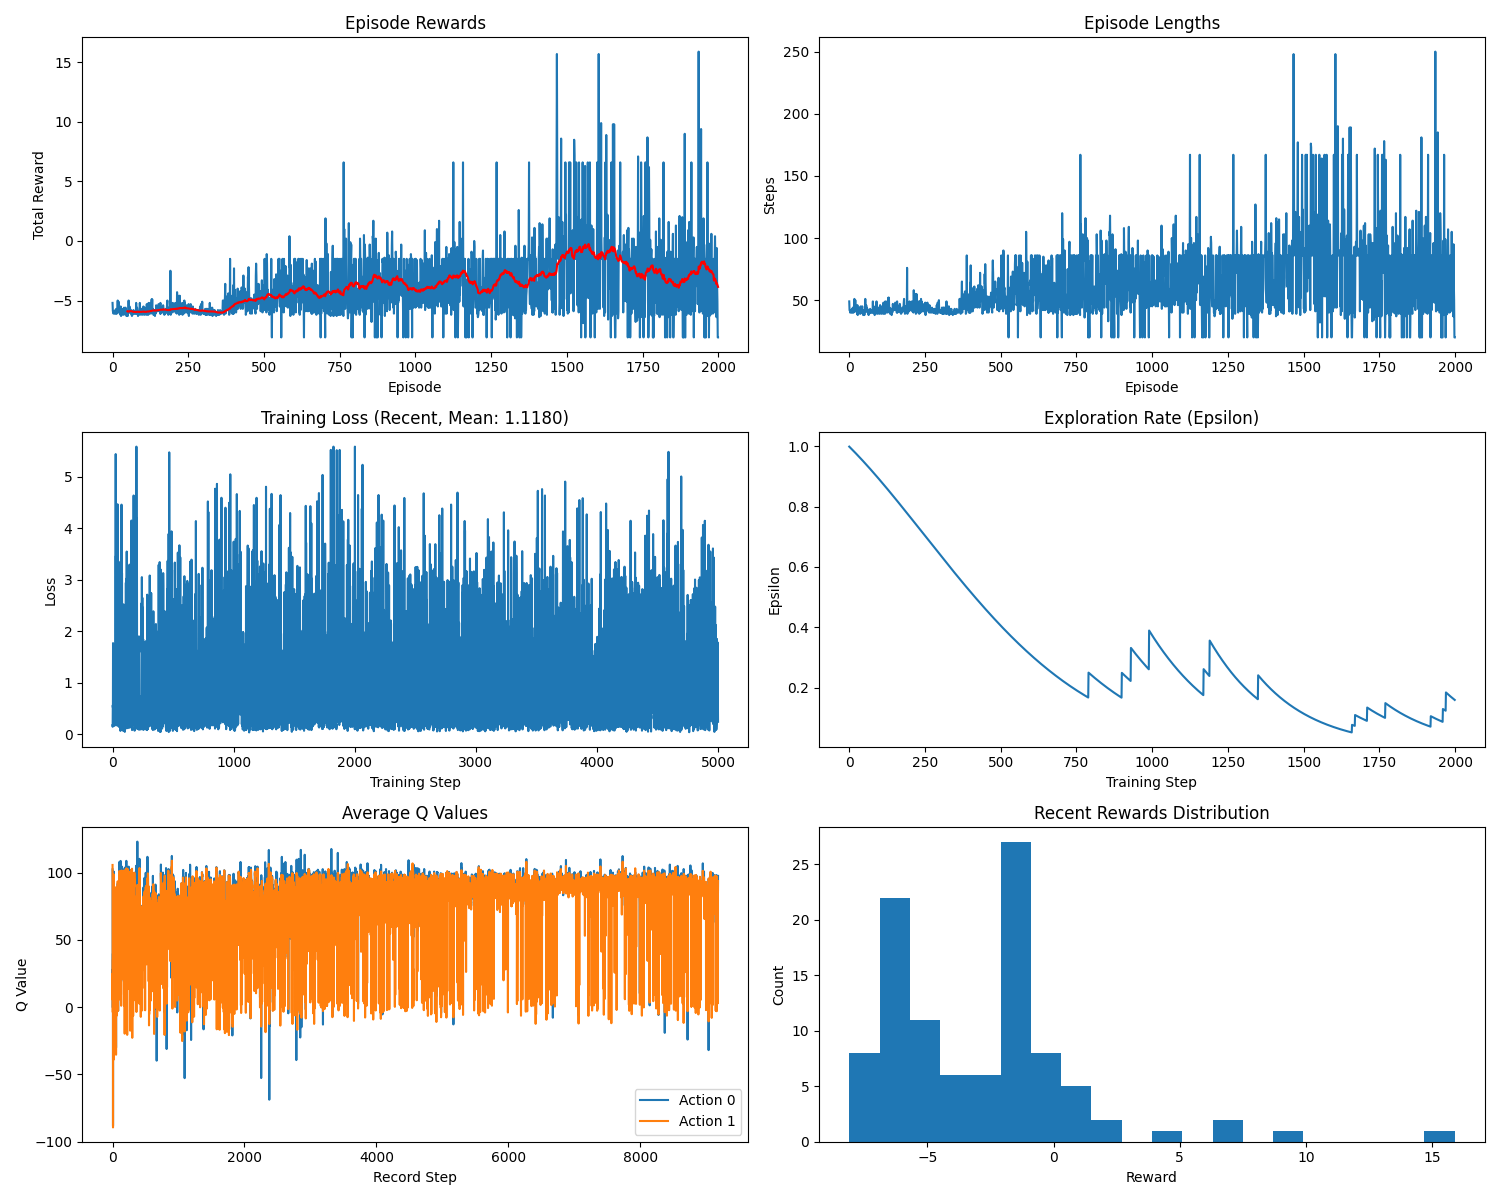 Episode Rewards
Total Reward
15
10
5
0
−5
0 250 500 750 1000 1250 1500 1750 2000
Episode
Episode Lengths
Steps
250
200
150
100
50
0 250 500 750 1000 1250 1500 1750 2000
Episode
Training Loss (Recent, Mean: 1.1180)
Loss
5
4
3
2
1
0
0 1000 2000 3000 4000 5000
Training Step
Exploration Rate (Epsilon)
Epsilon
1.0
0.8
0.6
0.4
0.2
0 250 500 750 1000 1250 1500 1750 2000
Training Step
Average Q Values
Q Value
100
50
0
−50
−100
0 2000 4000 6000 8000
Record Step
Action 0
Action 1
Recent Rewards Distribution
Count
25
20
15
10
5
0
−5 0 5 10 15
Reward